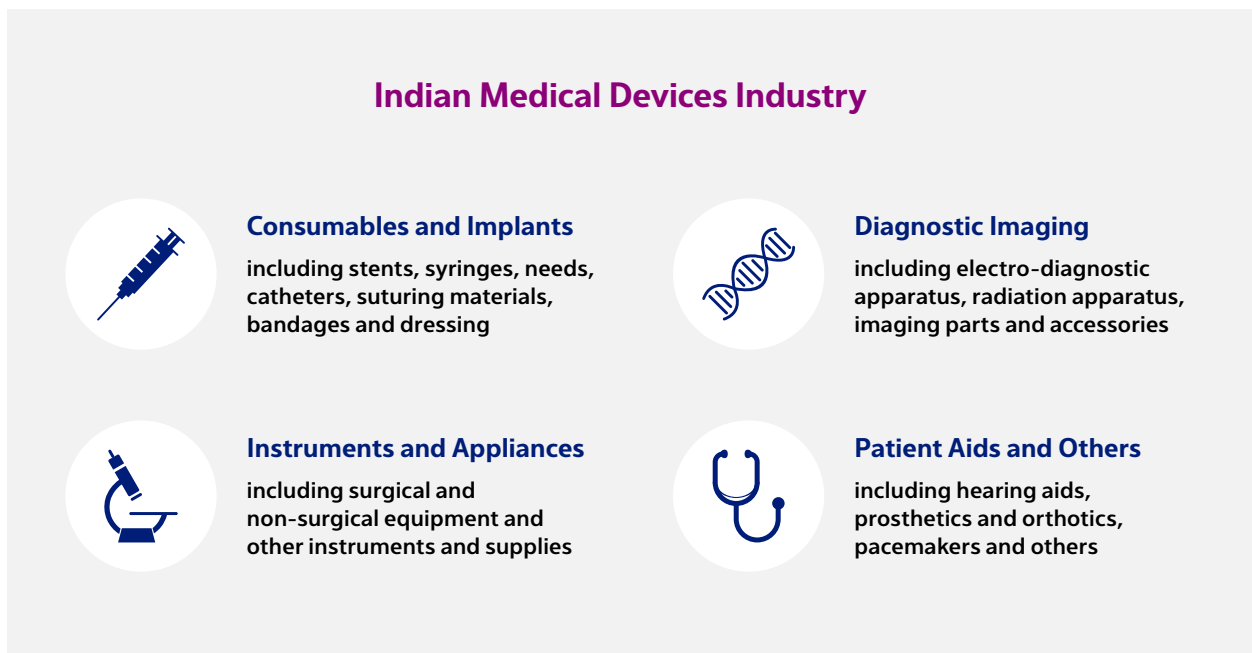 Indian Medical Devices Industry
Consumables and Implants
including stents, syringes, needs,
catheters, suturing materials,
bandages and dressing
Diagnostic Imaging
including electro-diagnostic
apparatus, radiation apparatus,
imaging parts and accessories
Instruments and Appliances
including surgical and
non-surgical equipment and
other instruments and supplies
Patient Aids and Others
including hearing aids,
prosthetics and orthotics,
pacemakers and others